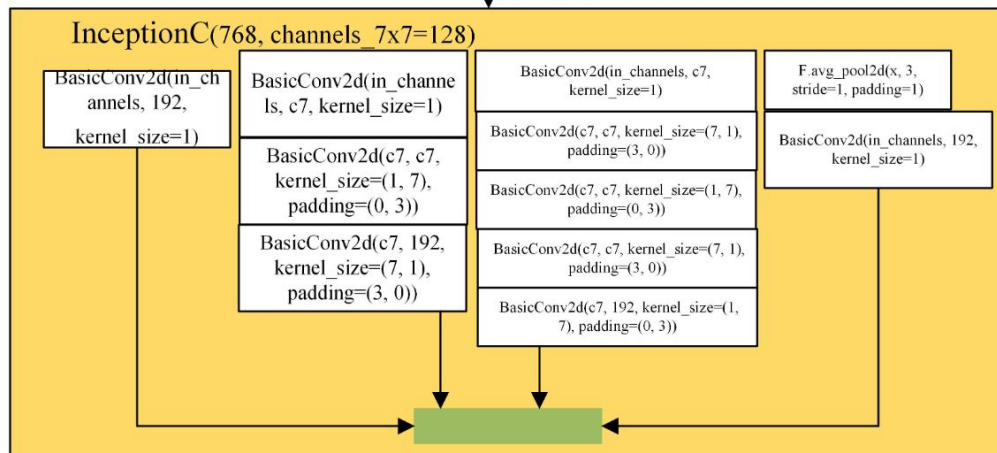 InceptionC(768, channels_7x7=128)
BasicConv2d(in_ch
annels, 192,
kernel_size=1)
BasicConv2d(in_channe
ls, c7, kernel_size=1)
BasicConv2d(c7, c7,
kernel_size=(1, 7),
padding=(0, 3))
BasicConv2d(c7, 192,
kernel_size=(7, 1),
padding=(3, 0))
BasicConv2d(in_channels, c7,
kernel_size=1)
BasicConv2d(c7, c7, kernel_size=(7, 1),
padding=(3, 0))
BasicConv2d(c7, c7, kernel_size=(1, 7),
padding=(0, 3))
BasicConv2d(c7, c7, kernel_size=(7, 1),
padding=(3, 0))
BasicConv2d(c7, 192, kernel_size=(1,
7), padding=(0, 3))
F.avg_pool2d(x, 3,
stride=1, padding=1)
BasicConv2d(in_channels, 192,
kernel_size=1)